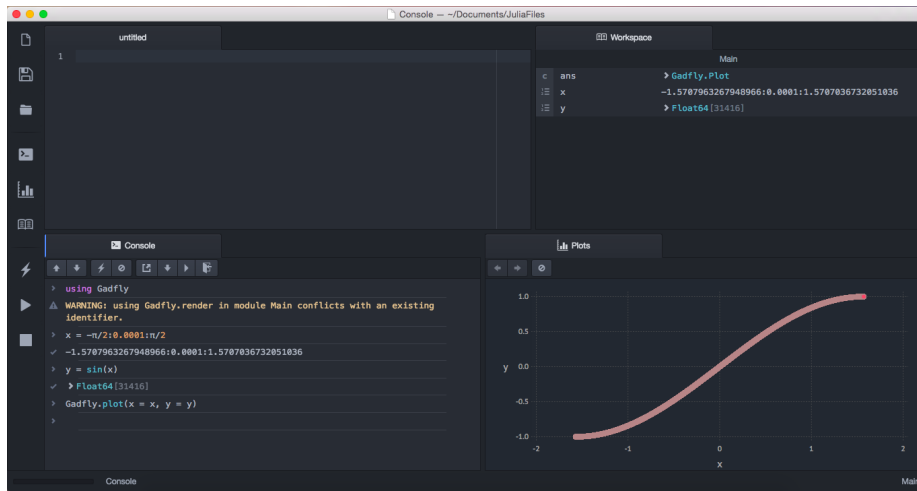 Console — ~/Documents/JuliaFiles
untitled
1
Workspace
Main
c ans > Gadfly.Plot
x -1.5707963267948966:0.0001:1.5707036732051036
y > Float64[31416]
Console
> using Gadfly
WARNING: using Gadfly.render in module Main conflicts with an existing
identifier.
> x = -π/2:0.0001:π/2
✓ -1.5707963267948966:0.0001:1.5707036732051036
> y = sin(x)
✓ > Float64[31416]
> Gadfly.plot(x = x, y = y)
>
Plots
1.0
0.5
y 0.0
-0.5
-1.0
-2 -1 0 1 2
x
Console
Main